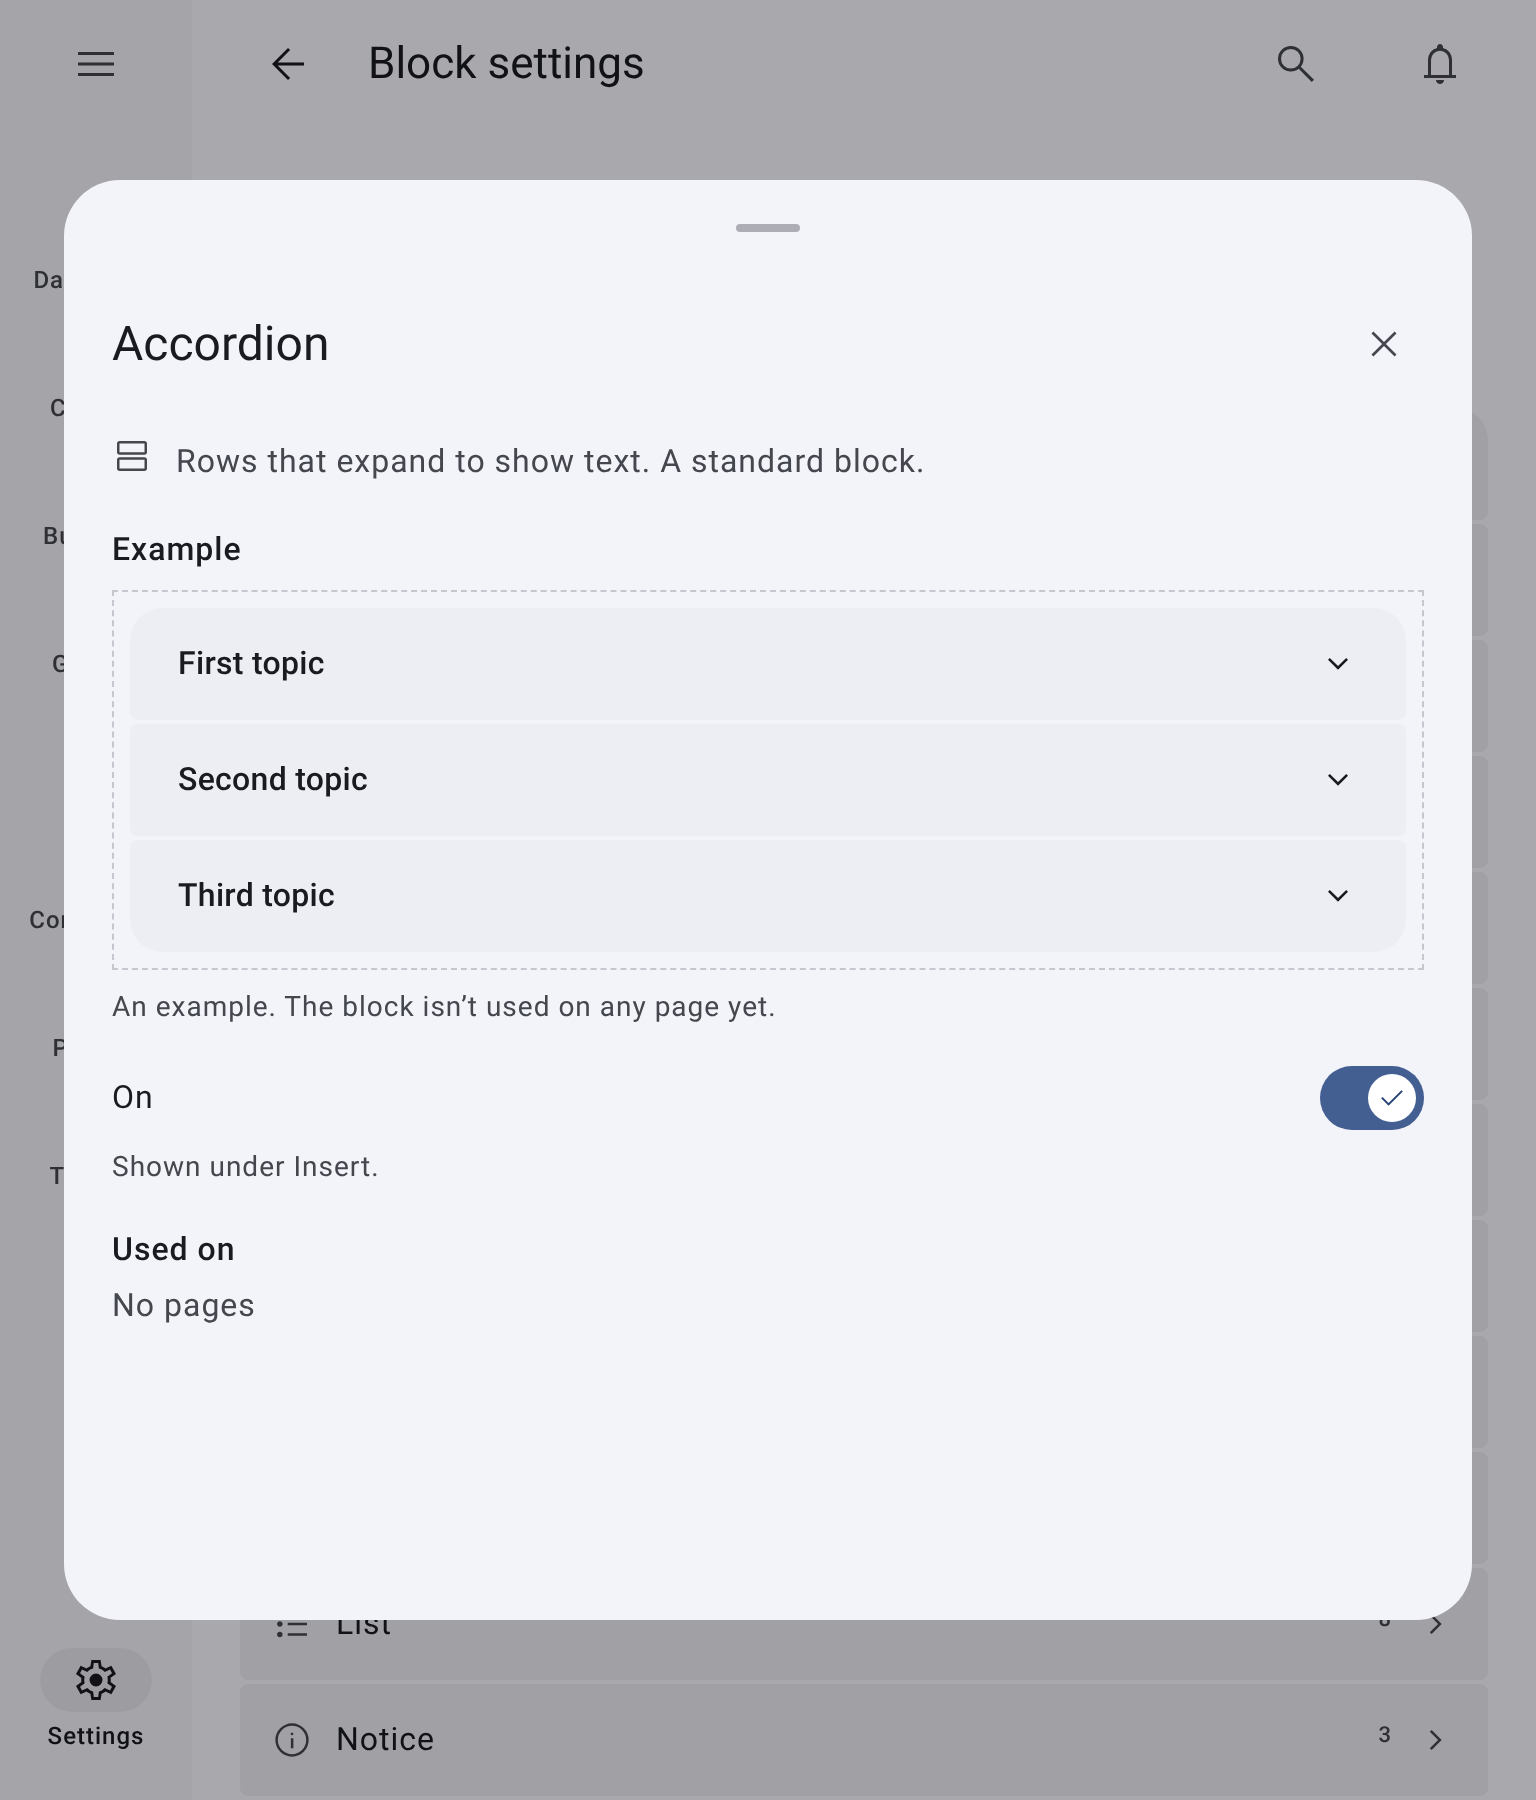 Block settings
Accordion
Rows that expand to show text. A standard block.
Example
First topic
Second topic
Third topic
An example. The block isn’t used on any page yet.
On
Shown under Insert.
Used on
No pages
List
Notice 3
Settings